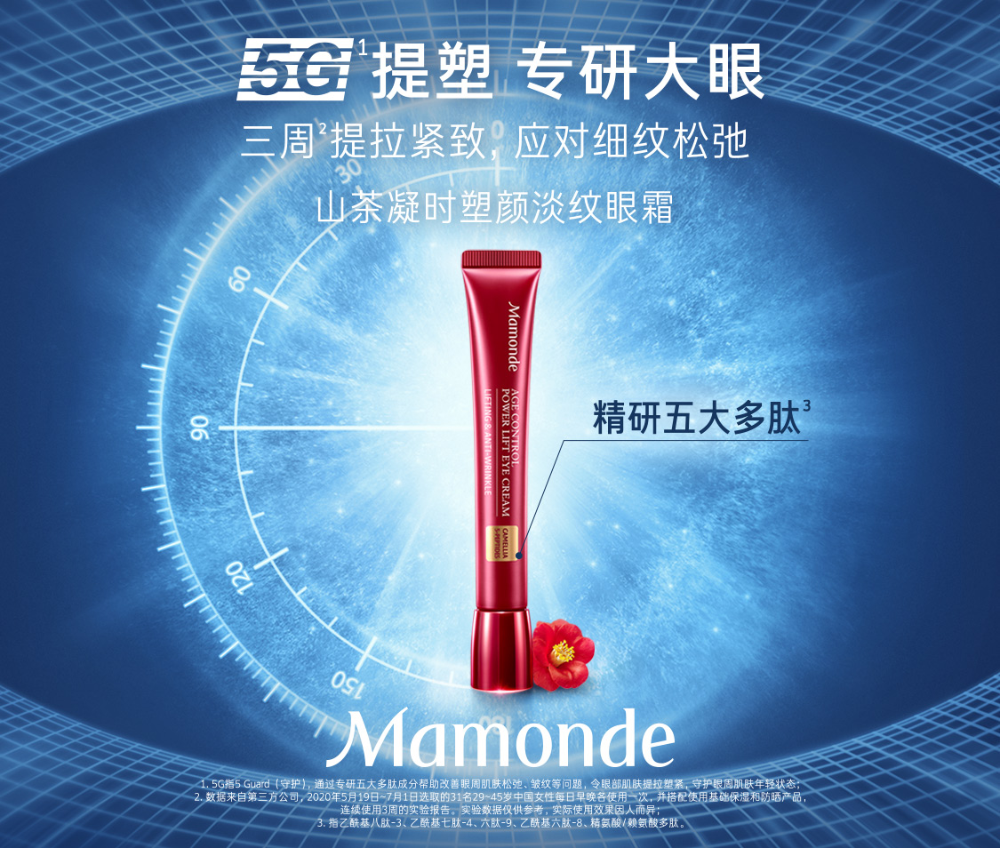 5G¹提塑 专研大眼
三周²提拉紧致, 应对细纹松弛
山茶凝时塑颜淡纹眼霜
0
30
60
90
120
150
180
Mamonde
AGE CONTROL
POWER LIFT EYE CREAM
LIFTING & ANTI-WRINKLE
CAMELLIA
5-PEPTIDES
精研五大多肽³
Mamonde
1. 5G指5 Guard（守护），通过专研五大多肽成分帮助改善眼周肌肤松弛、皱纹等问题，令眼部肌肤提拉塑紧，守护眼周肌肤年轻状态；
2. 数据来自第三方公司，2020年5月19日~7月1日选取的31名29~45岁中国女性每日早晚各使用一次，并搭配使用基础保湿和防晒产品，
连续使用3周的实验报告。实验数据仅供参考，实际使用效果因人而异；
3. 指乙酰基八肽-3、乙酰基七肽-4、六肽-9、乙酰基六肽-8、精氨酸/赖氨酸多肽。